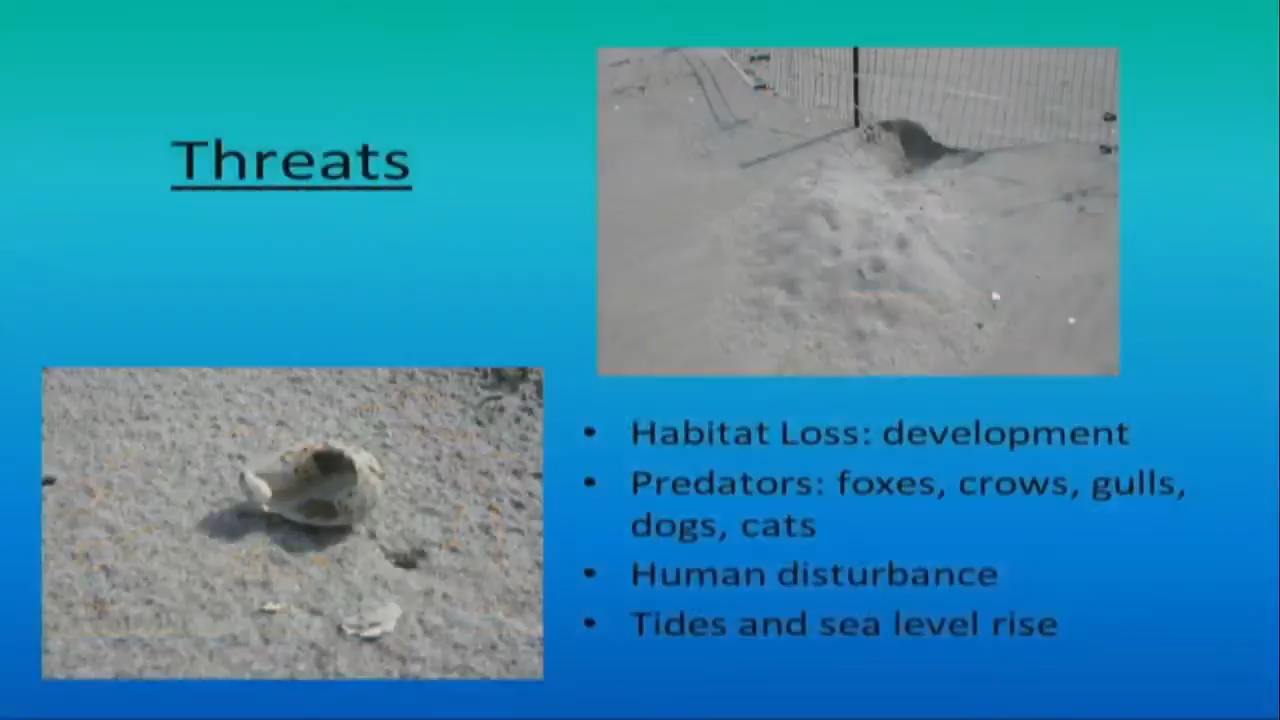 Threats
• Habitat Loss: development
• Predators: foxes, crows, gulls,
dogs, cats
• Human disturbance
• Tides and sea level rise